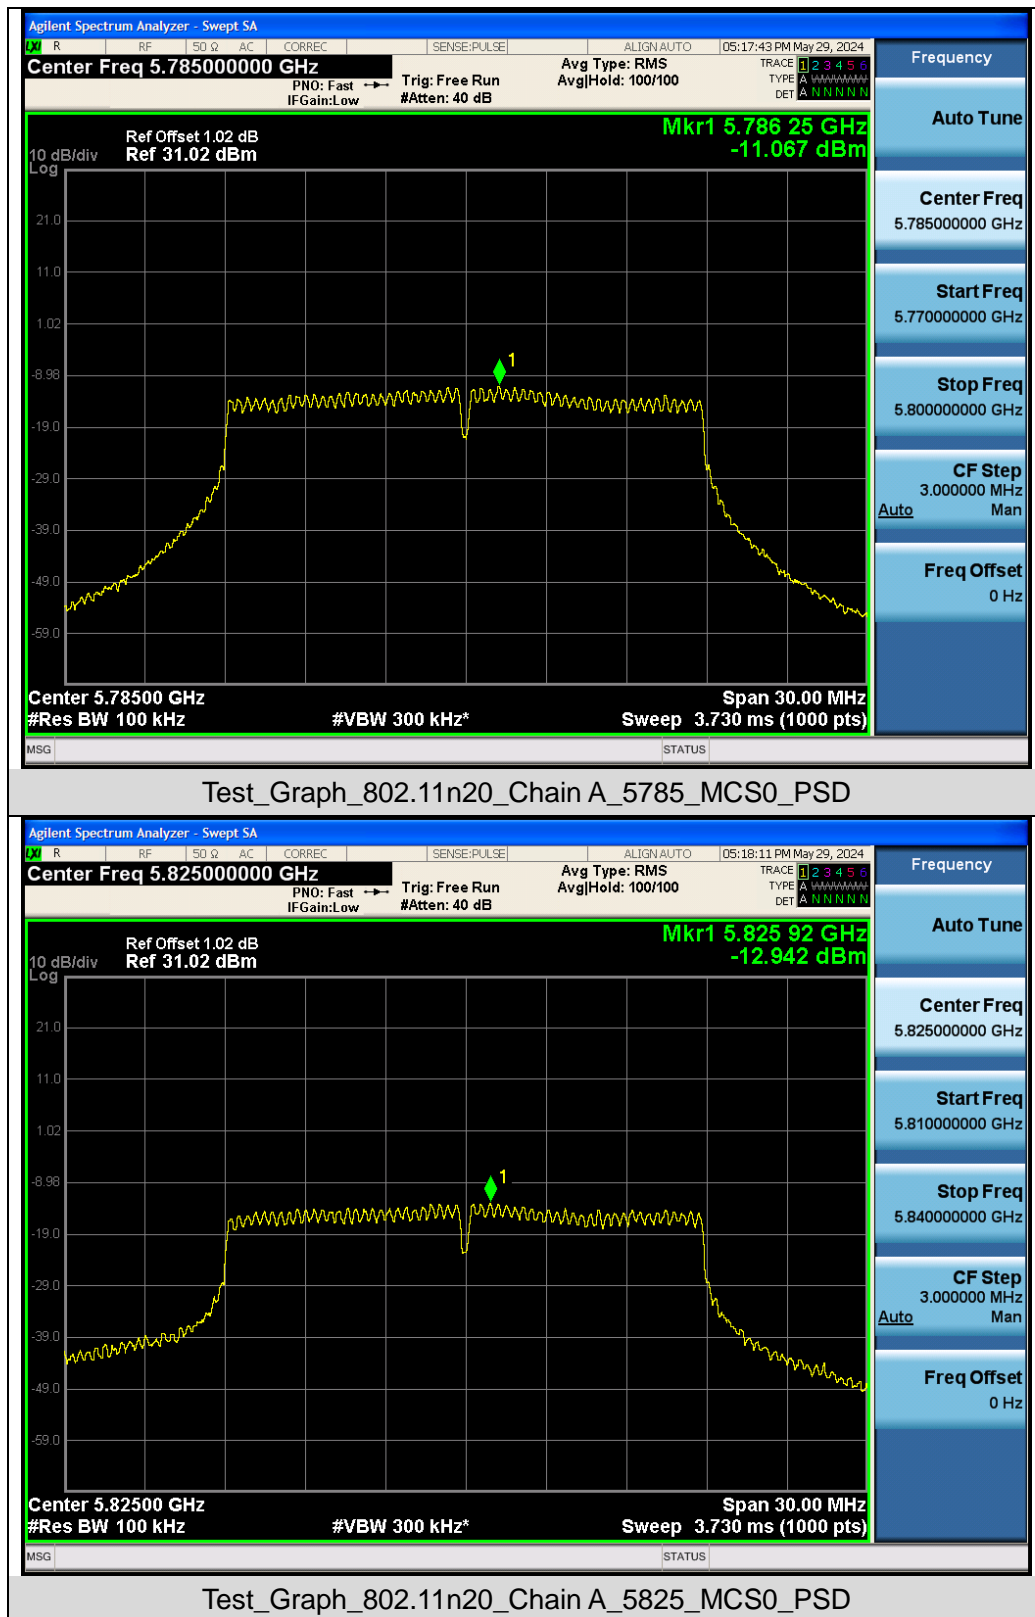 Agilent Spectrum Analyzer - Swept SA
LXI R RF 50 Ω AC CORREC SENSE:PULSE ALIGN AUTO 05:17:43 PM May 29, 2024
Center Freq 5.785000000 GHz
PNO: Fast
IFGain:Low
Trig: Free Run
#Atten: 40 dB
Avg Type: RMS
Avg|Hold: 100/100
TRACE 1 2 3 4 5 6
TYPE A WWWWW
DET A N N N N N
Mkr1 5.786 25 GHz
-11.067 dBm
Ref Offset 1.02 dB
10 dB/div Ref 31.02 dBm
Log
21.0
11.0
1.02
-8.98
-19.0
-29.0
-39.0
-49.0
-59.0
1
Center 5.78500 GHz Span 30.00 MHz
#Res BW 100 kHz #VBW 300 kHz* Sweep 3.730 ms (1000 pts)
MSG STATUS
Frequency
Auto Tune
Center Freq
5.785000000 GHz
Start Freq
5.770000000 GHz
Stop Freq
5.800000000 GHz
CF Step
3.000000 MHz
Auto Man
Freq Offset
0 Hz
Test_Graph_802.11n20_Chain A_5785_MCS0_PSD
Agilent Spectrum Analyzer - Swept SA
LXI R RF 50 Ω AC CORREC SENSE:PULSE ALIGN AUTO 05:18:11 PM May 29, 2024
Center Freq 5.825000000 GHz
PNO: Fast
IFGain:Low
Trig: Free Run
#Atten: 40 dB
Avg Type: RMS
Avg|Hold: 100/100
TRACE 1 2 3 4 5 6
TYPE A WWWWW
DET A N N N N N
Mkr1 5.825 92 GHz
-12.942 dBm
Ref Offset 1.02 dB
10 dB/div Ref 31.02 dBm
Log
21.0
11.0
1.02
-8.98
-19.0
-29.0
-39.0
-49.0
-59.0
1
Center 5.82500 GHz Span 30.00 MHz
#Res BW 100 kHz #VBW 300 kHz* Sweep 3.730 ms (1000 pts)
MSG STATUS
Frequency
Auto Tune
Center Freq
5.825000000 GHz
Start Freq
5.810000000 GHz
Stop Freq
5.840000000 GHz
CF Step
3.000000 MHz
Auto Man
Freq Offset
0 Hz
Test_Graph_802.11n20_Chain A_5825_MCS0_PSD